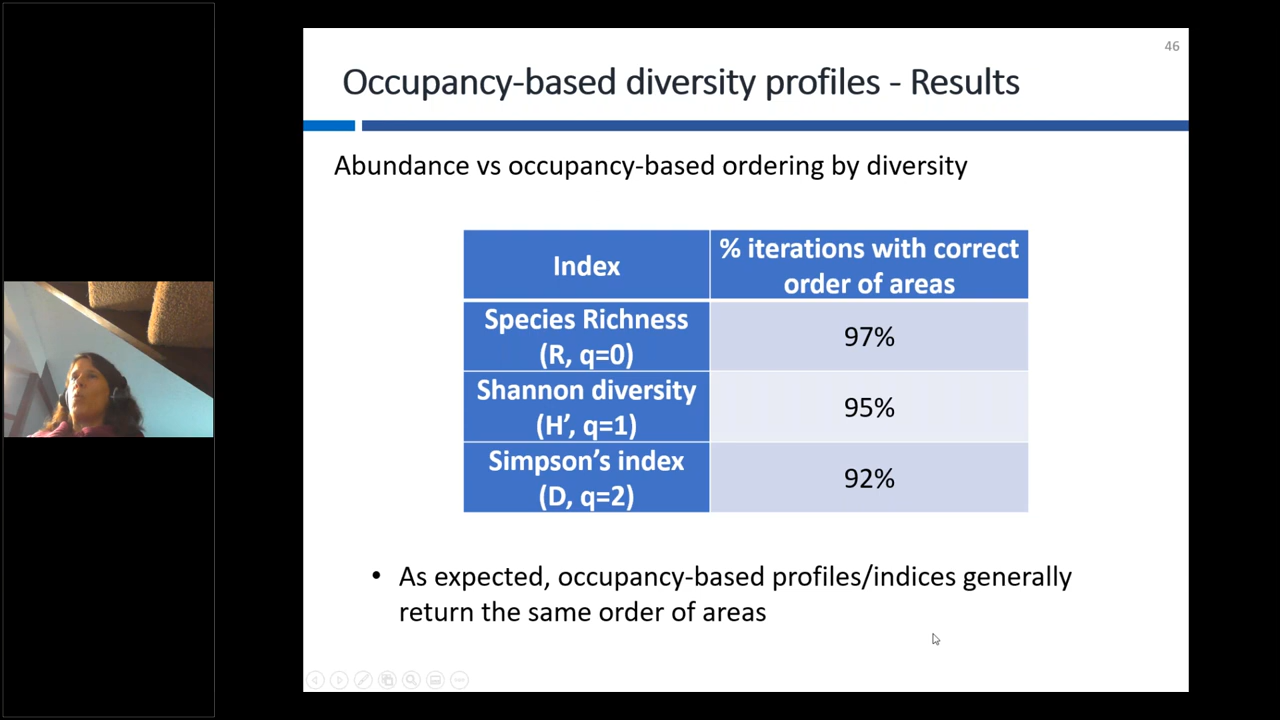 46
Occupancy-based diversity profiles - Results
Abundance vs occupancy-based ordering by diversity
Index
% iterations with correct
order of areas
Species Richness
(R, q=0)
97%
Shannon diversity
(H’, q=1)
95%
Simpson’s index
(D, q=2)
92%
• As expected, occupancy-based profiles/indices generally
return the same order of areas